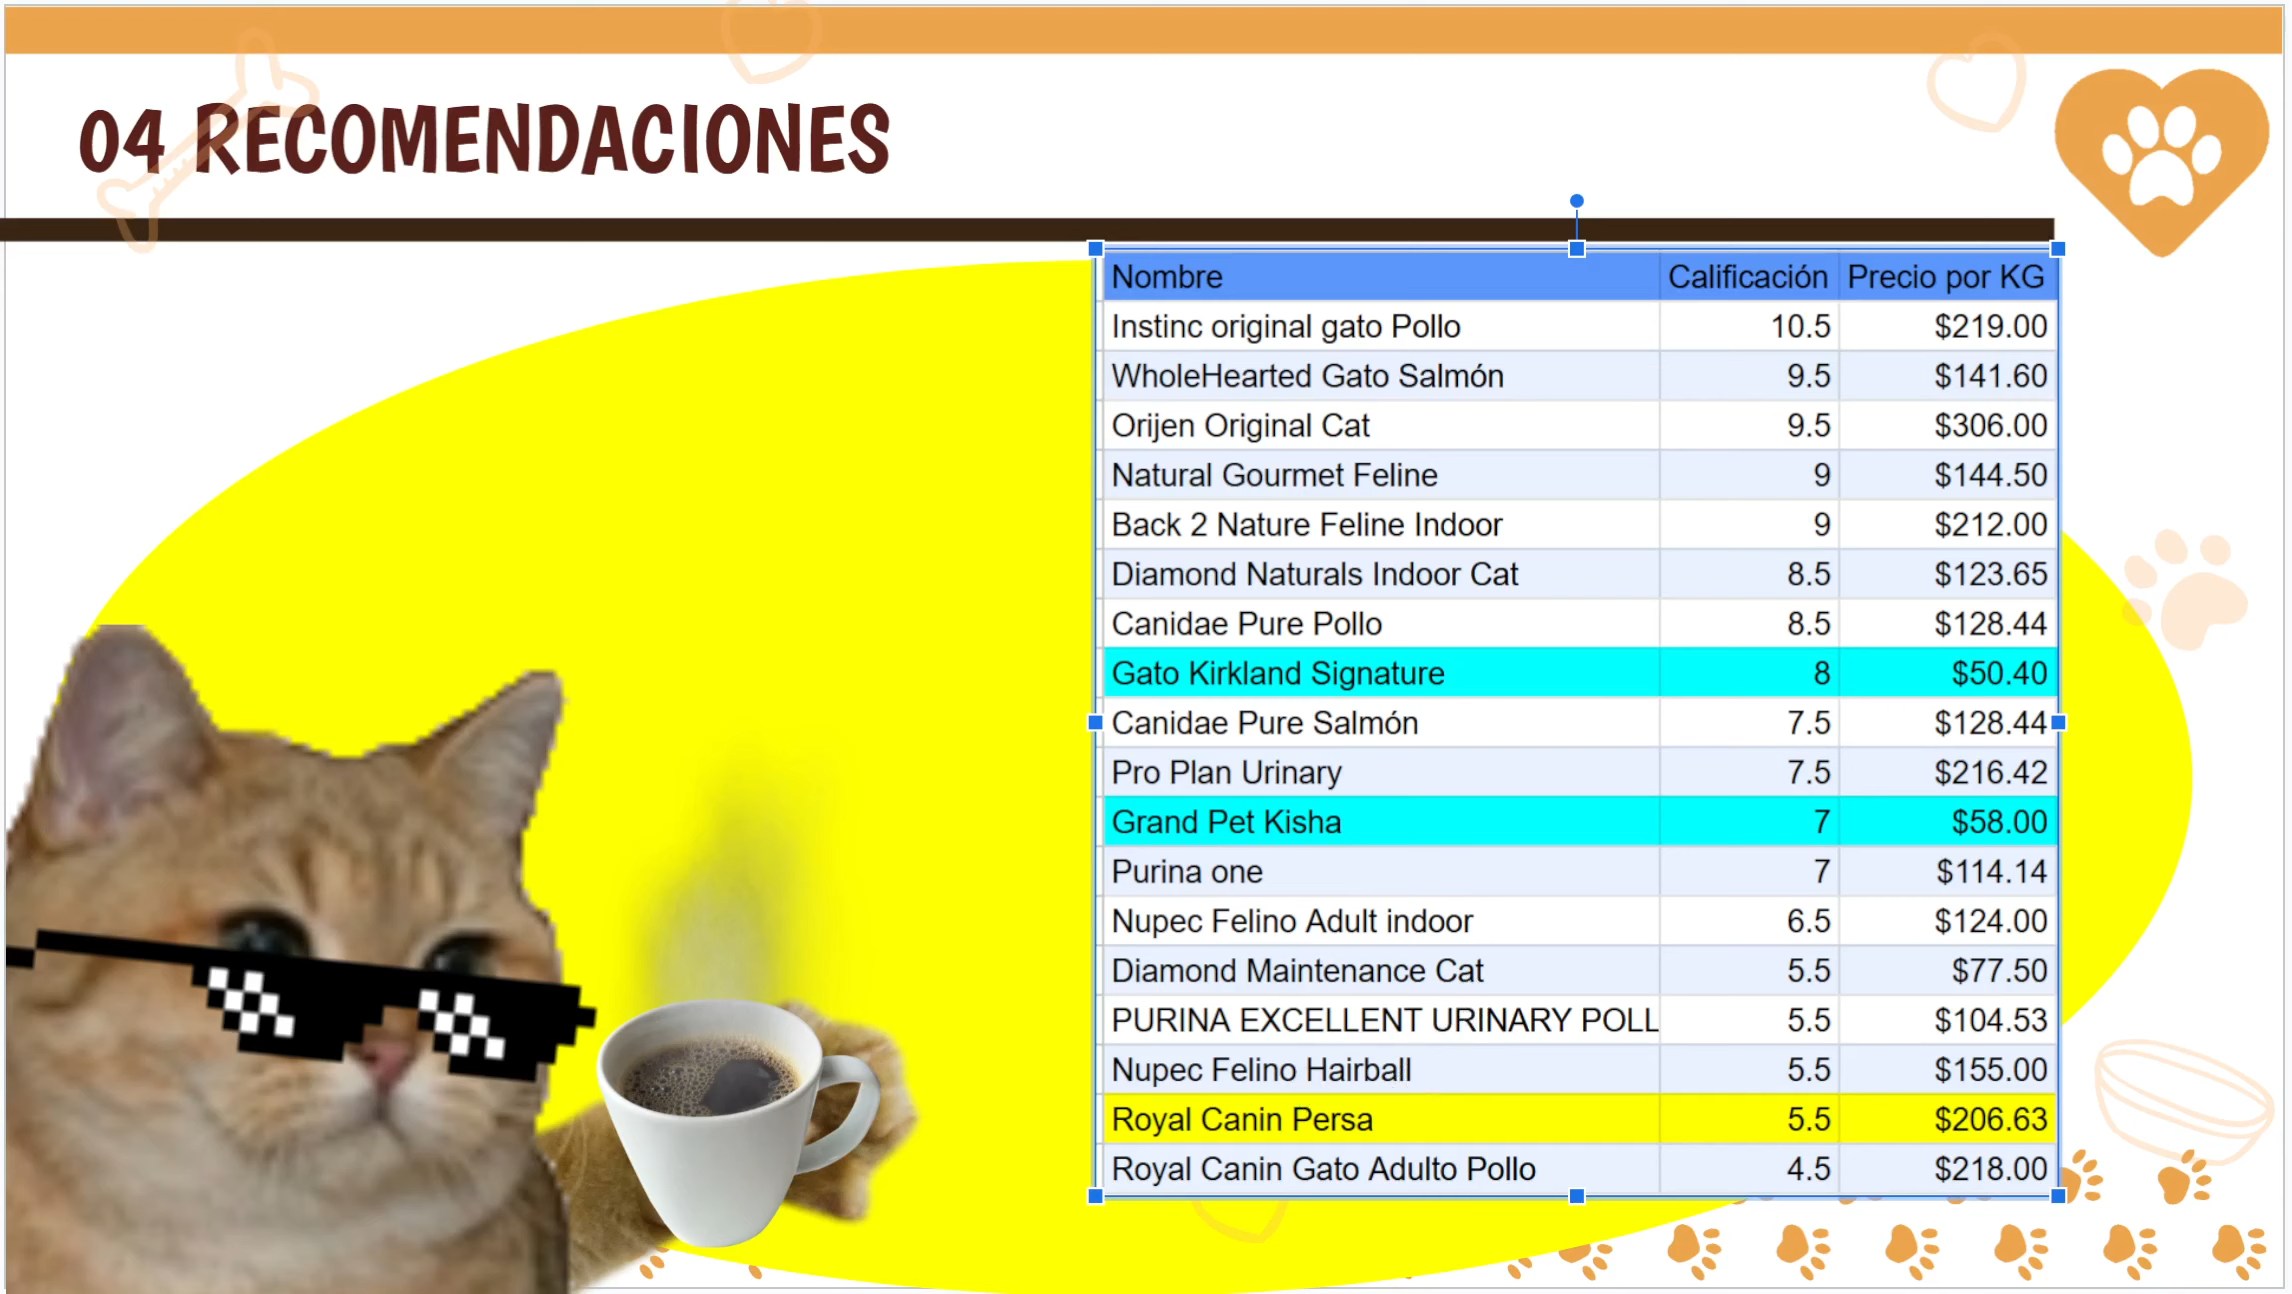 04 RECOMENDACIONES
Nombre Calificación Precio por KG
Instinc original gato Pollo 10.5 $219.00
WholeHearted Gato Salmón 9.5 $141.60
Orijen Original Cat 9.5 $306.00
Natural Gourmet Feline 9 $144.50
Back 2 Nature Feline Indoor 9 $212.00
Diamond Naturals Indoor Cat 8.5 $123.65
Canidae Pure Pollo 8.5 $128.44
Gato Kirkland Signature 8 $50.40
Canidae Pure Salmón 7.5 $128.44
Pro Plan Urinary 7.5 $216.42
Grand Pet Kisha 7 $58.00
Purina one 7 $114.14
Nupec Felino Adult indoor 6.5 $124.00
Diamond Maintenance Cat 5.5 $77.50
PURINA EXCELLENT URINARY POLL 5.5 $104.53
Nupec Felino Hairball 5.5 $155.00
Royal Canin Persa 5.5 $206.63
Royal Canin Gato Adulto Pollo 4.5 $218.00